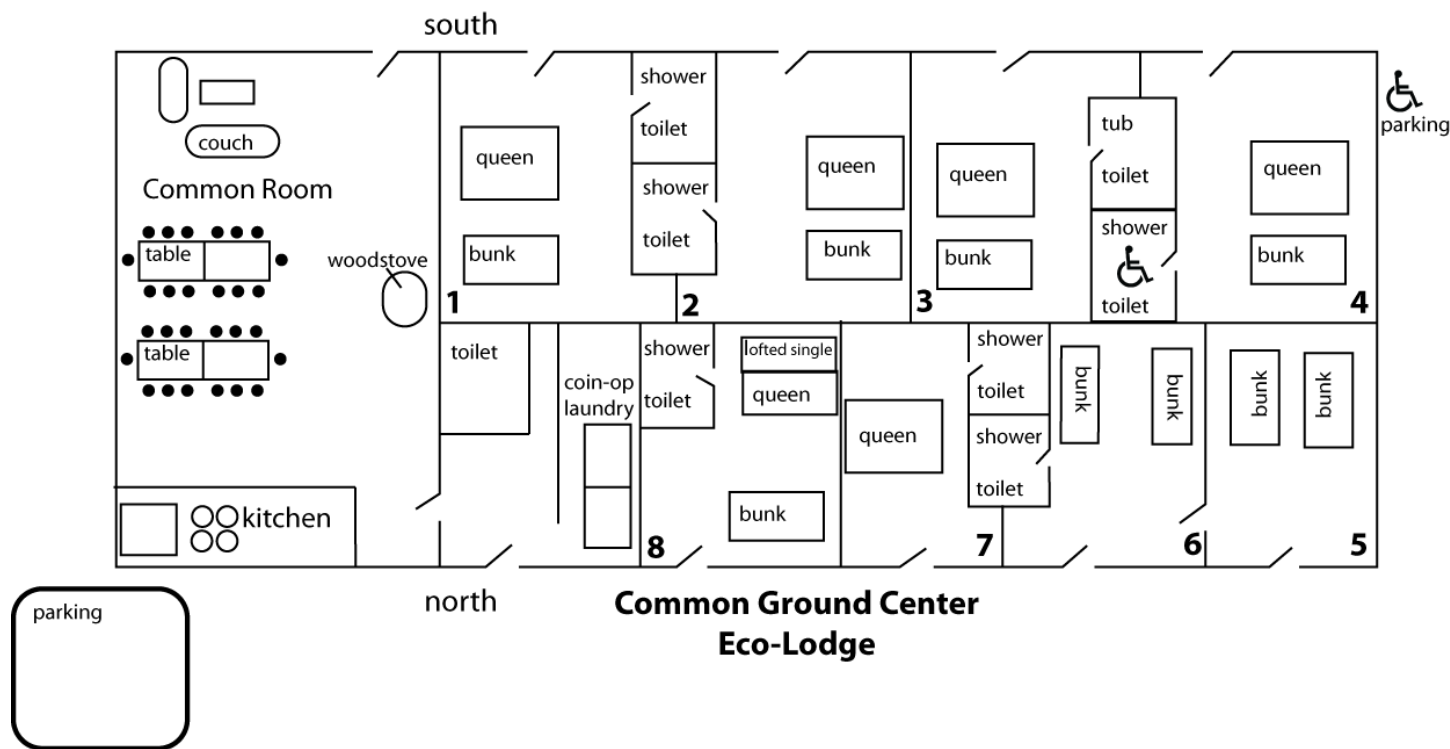 south
shower
toilet
shower
toilet
tub
toilet
shower
toilet
parking
couch
Common Room
table
table
woodstove
queen
bunk
1
queen
bunk
2
queen
bunk
3
queen
bunk
4
toilet
coin-op
laundry
shower
toilet
lofted single
queen
bunk
8
queen
shower
toilet
shower
toilet
7
bunk
bunk
6
bunk
bunk
5
kitchen
north
parking
Common Ground Center
Eco-Lodge